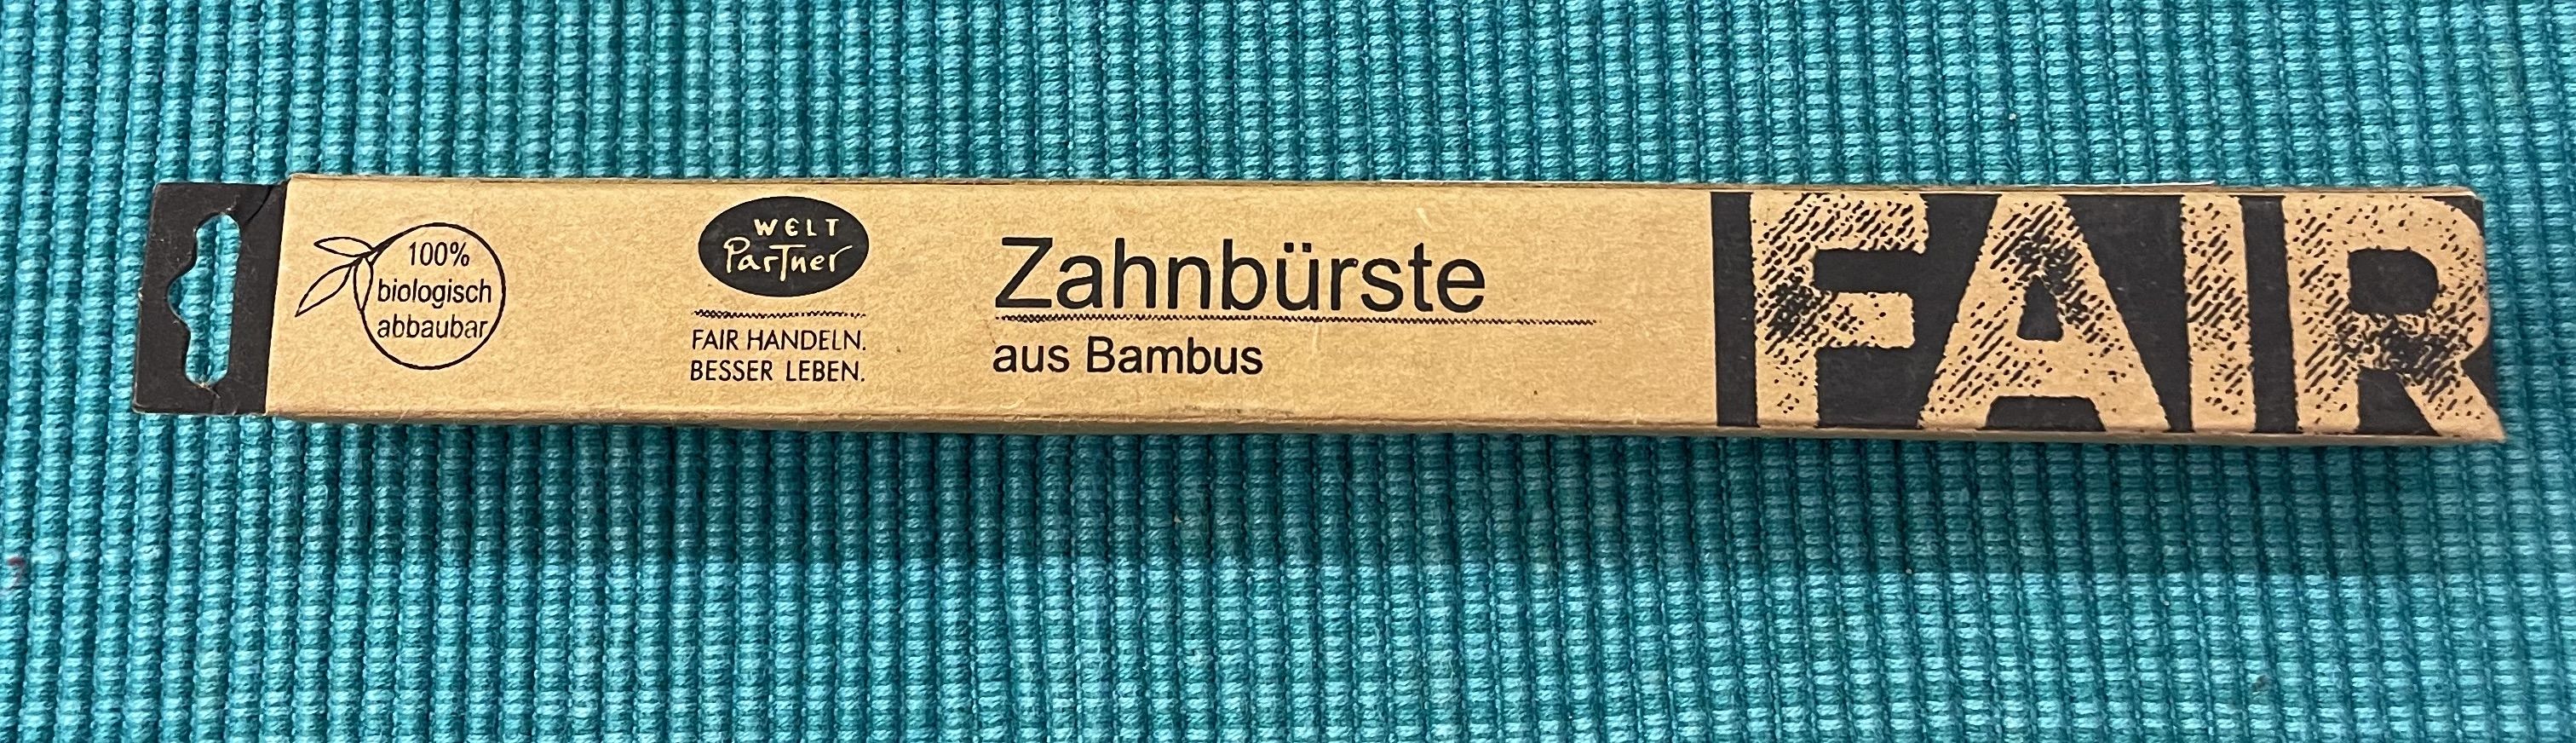 100%
biologisch
abbaubar
WELT
PARTNER
FAIR HANDELN.
BESSER LEBEN.
Zahnbürste
aus Bambus
FAIR